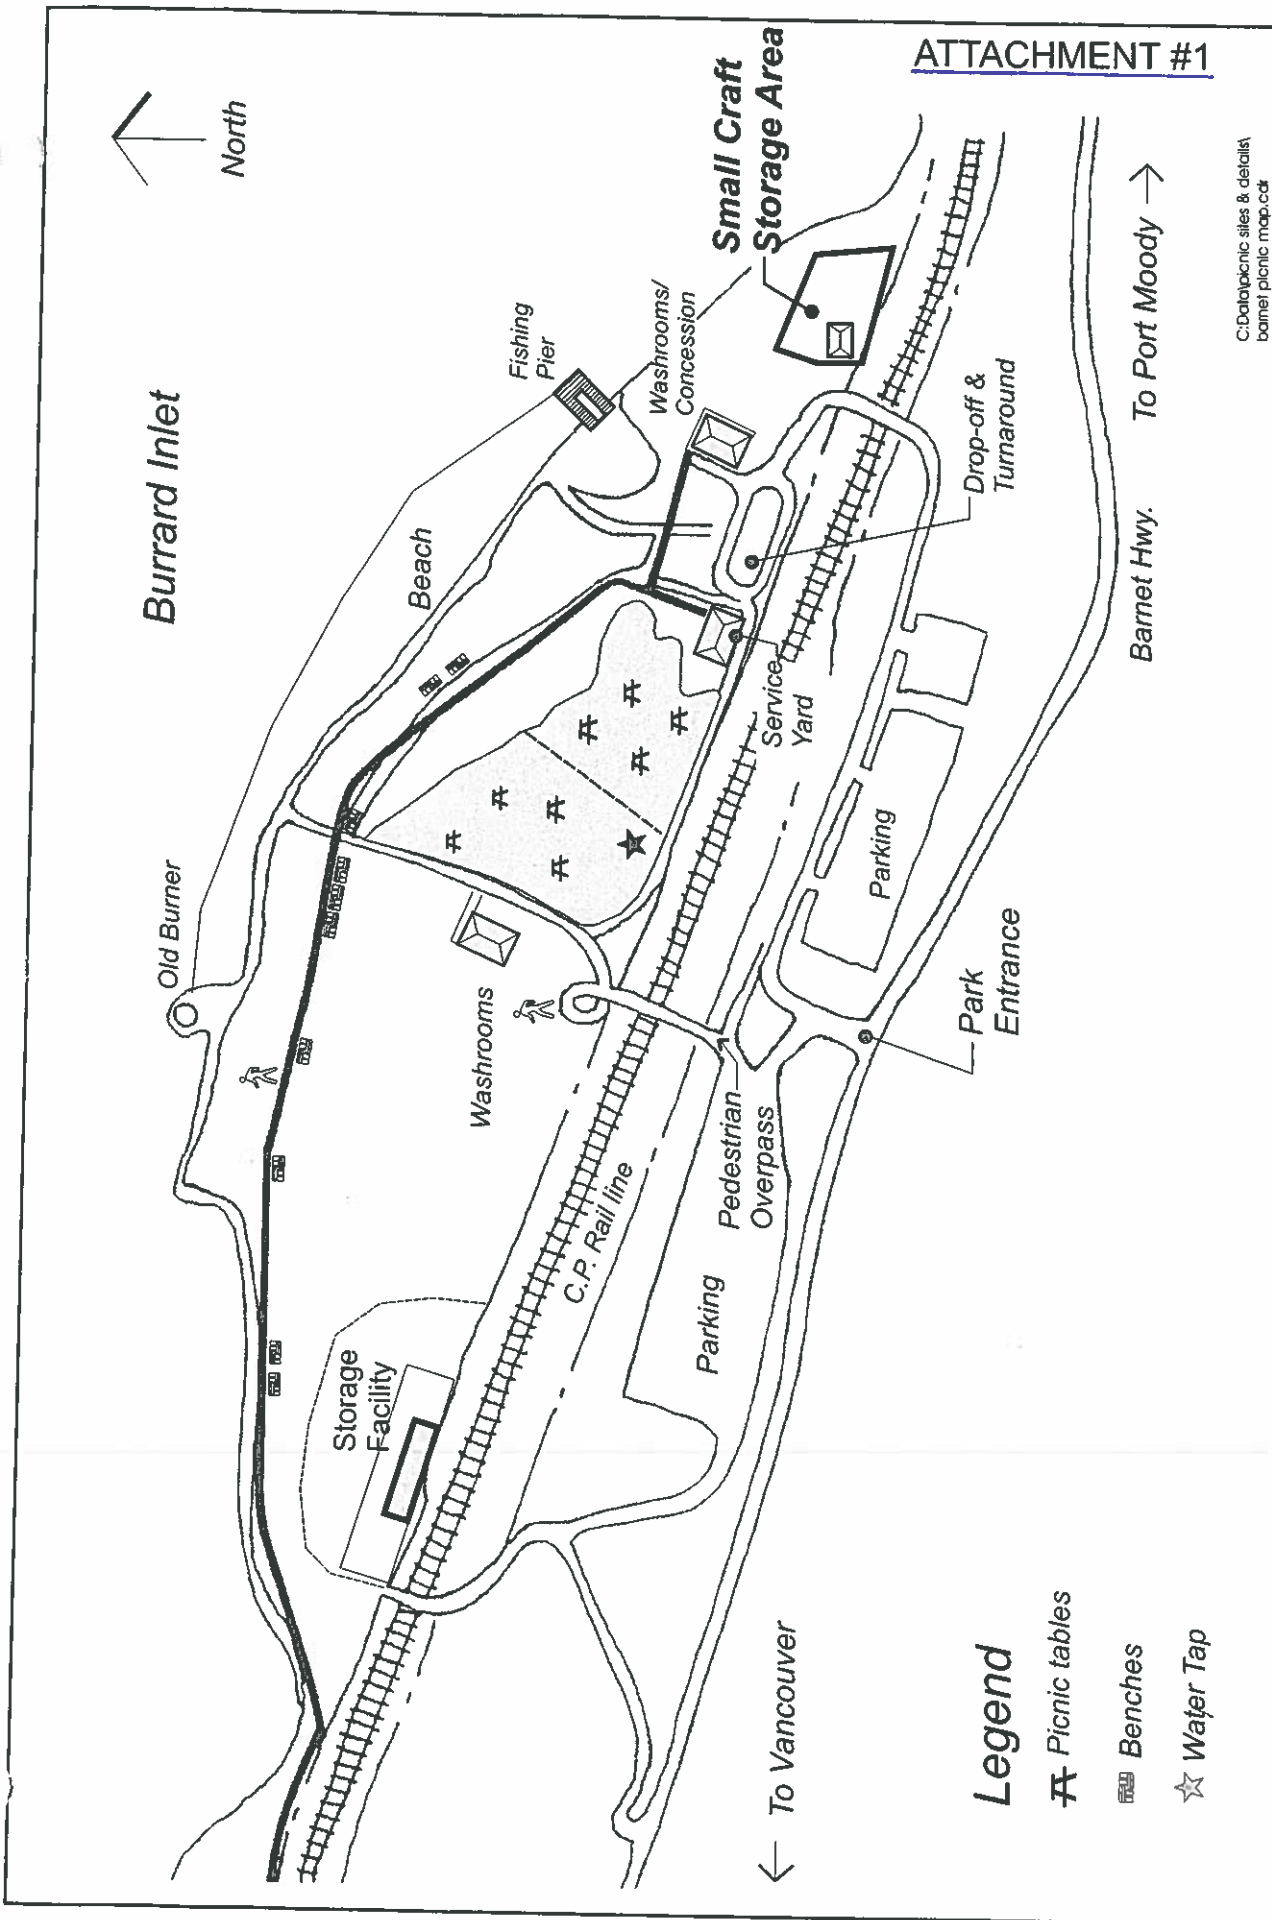 ATTACHMENT #1
North
Burrard Inlet
Small Craft
Storage Area
Fishing
Pier
Washrooms/
Concession
Beach
Old Burner
Drop-off &
Turnaround
Service
Yard
Washrooms
Parking
Park
Entrance
Pedestrian
Overpass
C.P. Rail line
Parking
Storage
Facility
Barnet Hwy.
To Port Moody
To Vancouver
Legend
Picnic tables
Benches
Water Tap
C:Data\picnic sites & details\
barnet picnic map.cdr